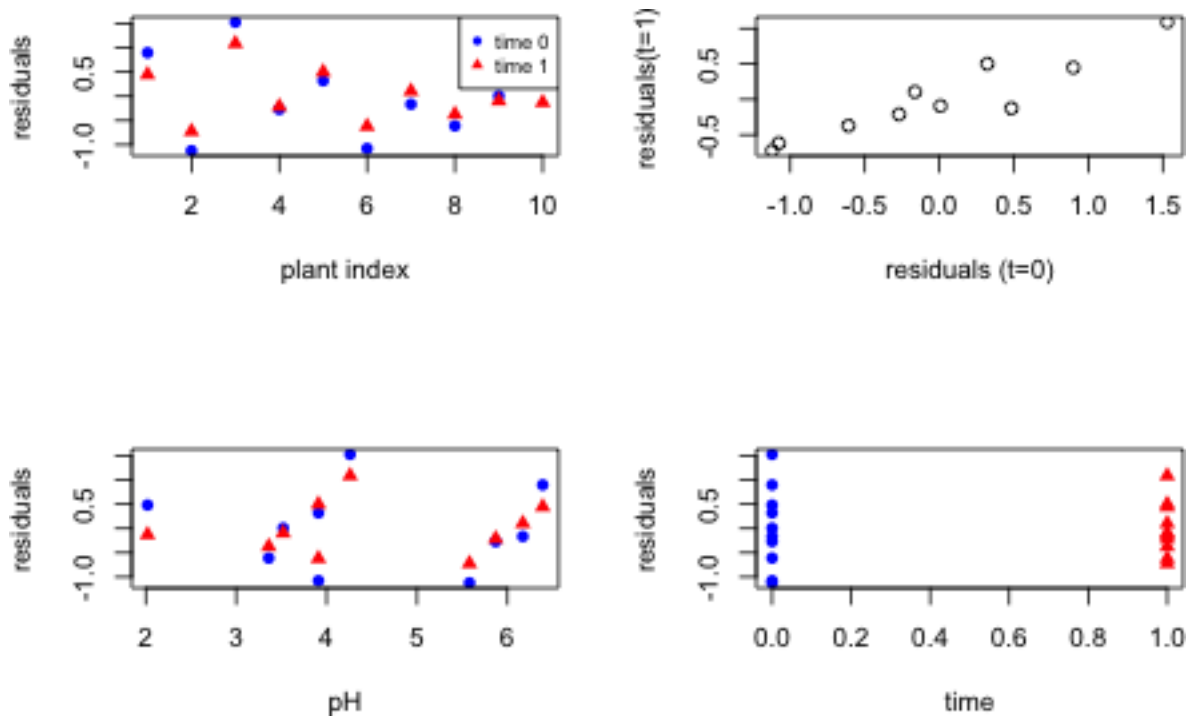 residuals
0.5
-1.0
time 0
time 1
2 4 6 8 10
plant index
residuals(t=1)
0.5
-0.5
-1.0 -0.5 0.0 0.5 1.0 1.5
residuals (t=0)
residuals
0.5
-1.0
2 3 4 5 6
pH
residuals
0.5
-1.0
0.0 0.2 0.4 0.6 0.8 1.0
time